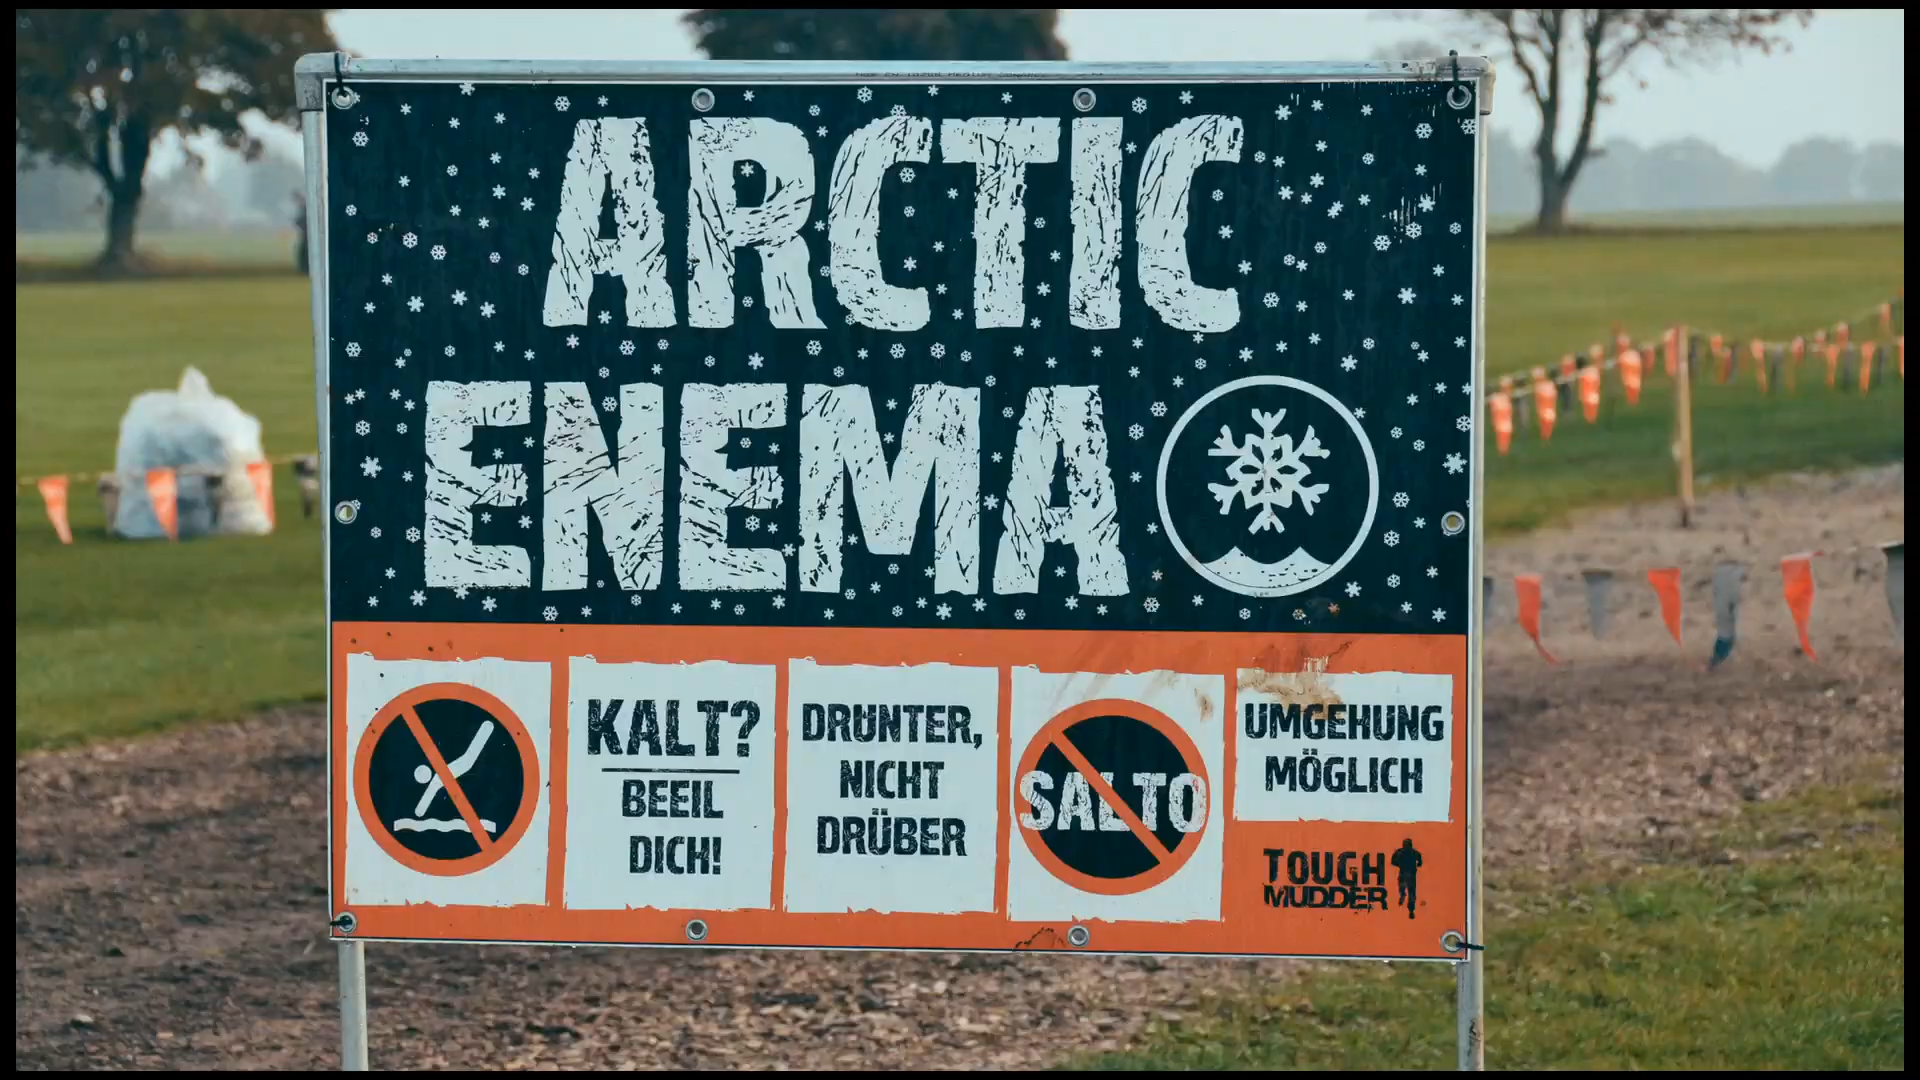 ARCTIC
ENEMA
KALT?
BEEIL
DICH!
DRUNTER,
NICHT
DRÜBER
SALTO
UMGEHUNG
MÖGLICH
TOUGH
MUDDER